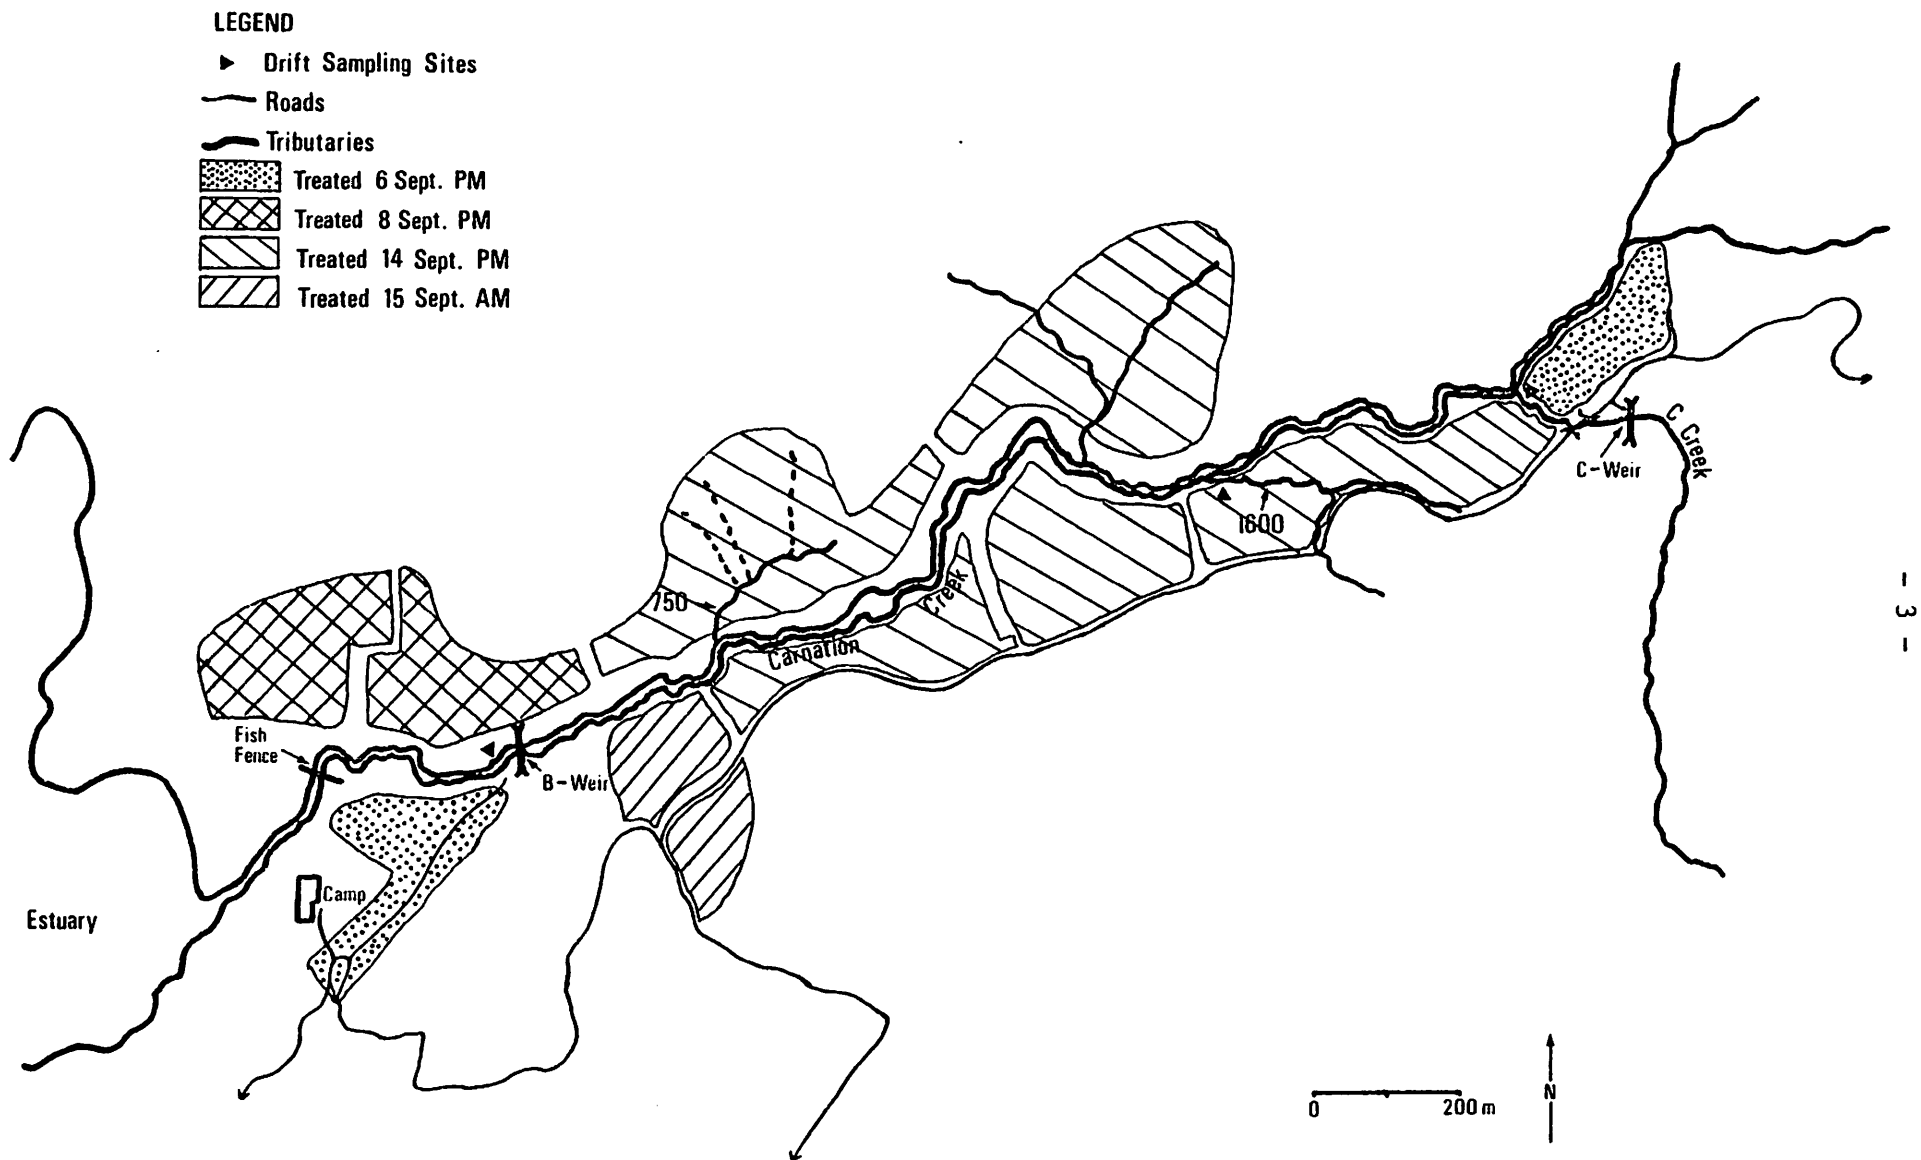 LEGEND
Drift Sampling Sites
Roads
Tributaries
Treated 6 Sept. PM
Treated 8 Sept. PM
Treated 14 Sept. PM
Treated 15 Sept. AM
C Creek
C-Weir
1600
750
Creek
Carnation
Fish
Fence
B-Weir
Camp
Estuary
0 200 m
N
- 3 -